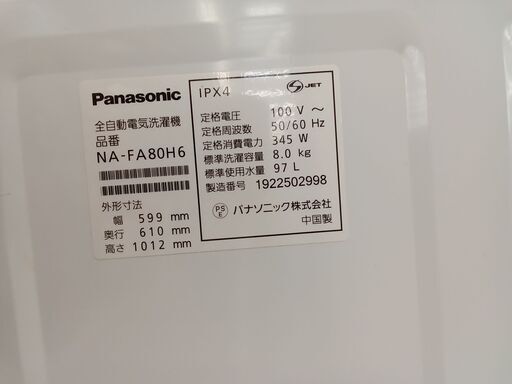 Panasonic
全自動電気洗濯機
品番
NA-FA80H6
外形寸法
幅 599 mm
奥行 610 mm
高さ 1012 mm
IPX4
JET
定格電圧 100 V ～
定格周波数 50/60 Hz
定格消費電力 345 W
標準洗濯容量 8.0 kg
標準使用水量 97 L
製造番号 1922502998
PS
E
パナソニック株式会社
中国製